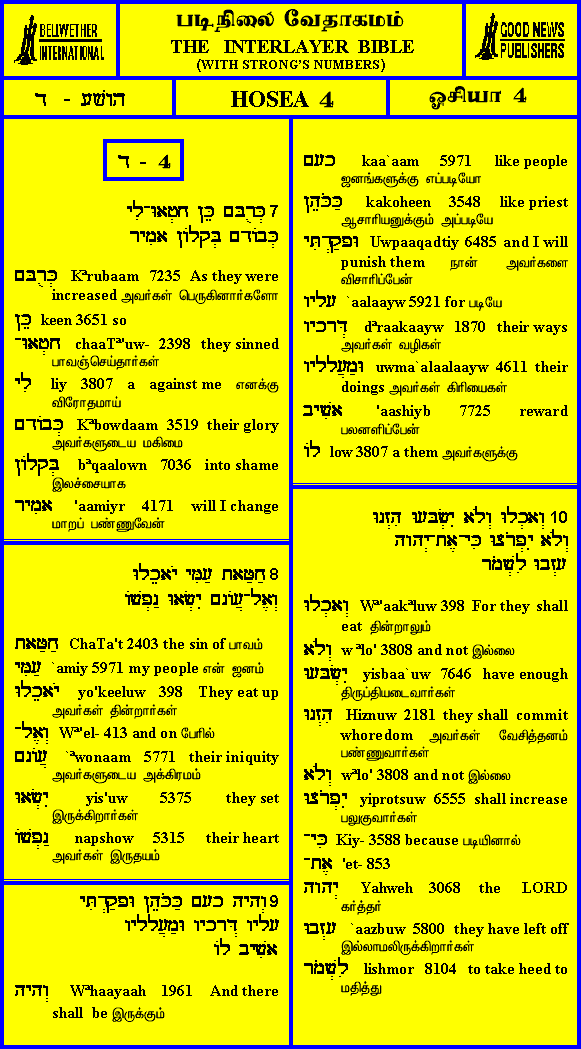 BELLWETHER
INTERNATIONAL
படிநிலை வேதாகமம்
THE INTERLAYER BIBLE
(WITH STRONG'S NUMBERS)
GOOD NEWS
PUBLISHERS
הושע - ד
HOSEA 4
ஓசியா 4
ד - 4
7 כְּרֻבָּם כֵּן חָטְאוּ־לִי
כְּבוֹדָם בְּקָלוֹן אָמִיר
כְּרֻבָּם Kªrubaam 7235 As they were
increased அவர்கள் பெருகினார்களோ
כֵּן keen 3651 so
חָטְאוּ־ chaaTª'uw- 2398 they sinned
பாவஞ்செய்தார்கள்
לִי liy 3807 a against me எனக்கு
விரோதமாய்
כְּבוֹדָם Kªbowdaam 3519 their glory
அவர்களுடைய மகிமை
בְּקָלוֹן bªqaalown 7036 into shame
இலச்சையாக
אָמִיר 'aamiyr 4171 will I change
மாறப் பண்ணுவேன்
8 חַטַּאת עַמִּי יֹאכֵלוּ
וְאֶל־עֲוֹנָם יִשְׂאוּ נַפְשׁוֹ
חַטַּאת ChaTa't 2403 the sin of பாவம்
עַמִּי `amiy 5971 my people என் ஜனம்
יֹאכֵלוּ yo'keeluw 398 They eat up
அவர்கள் தின்றார்கள்
וְאֶל־ Wª'el- 413 and on பேரில்
עֲוֹנָם `ªwonaam 5771 their iniquity
அவர்களுடைய அக்கிரமம்
יִשְׂאוּ yis'uw 5375 they set
இருக்கிறார்கள்
נַפְשׁוֹ napshow 5315 their heart
அவர்கள் இருதயம்
9 וְהָיָה כָעָם כַּכֹּהֵן וּפָקַדְתִּי
עָלָיו דְּרָכָיו וּמַעֲלָלָיו
אָשִׁיב לוֹ
וְהָיָה Wªhaayaah 1961 And there
shall be இருக்கும்
כָעָם kaa`aam 5971 like people
ஜனங்களுக்கு எப்படியோ
כַּכֹּהֵן kakoheen 3548 like priest
ஆசாரியனுக்கும் அப்படியே
וּפָקַדְתִּי Uwpaaqadtiy 6485 and I will
punish them நான் அவர்களை
விசாரிப்பேன்
עָלָיו `aalaayw 5921 for படியே
דְּרָכָיו dªraakaayw 1870 their ways
அவர்கள் வழிகள்
וּמַעֲלָלָיו uwma`alaalaayw 4611 their
doings அவர்கள் கிரியைகள்
אָשִׁיב 'aashiyb 7725 reward
பலனளிப்பேன்
לוֹ low 3807 a them அவர்களுக்கு
10 וְאָכְלוּ וְלֹא יִשְׂבָּעוּ הִזְנוּ
וְלֹא יִפְרֹצוּ כִּי־אֶת־יְהוָה
עָזְבוּ לִשְׁמֹר
וְאָכְלוּ Wª'aakªluw 398 For they shall
eat தின்றாலும்
וְלֹא wªlo' 3808 and not இல்லை
יִשְׂבָּעוּ yisbaa`uw 7646 have enough
திருப்தியடைவார்கள்
הִזְנוּ Hiznuw 2181 they shall commit
whoredom அவர்கள் வேசித்தனம்
பண்ணுவார்கள்
וְלֹא wªlo' 3808 and not இல்லை
יִפְרֹצוּ yiprotsuw 6555 shall increase
பலுகுவார்கள்
כִּי־ Kiy- 3588 because படியினால்
אֶת־ 'et- 853
יְהוָה Yahweh 3068 the LORD
கர்த்தர்
עָזְבוּ `aazbuw 5800 they have left off
இல்லாமலிருக்கிறார்கள்
לִשְׁמֹר lishmor 8104 to take heed to
மதித்து